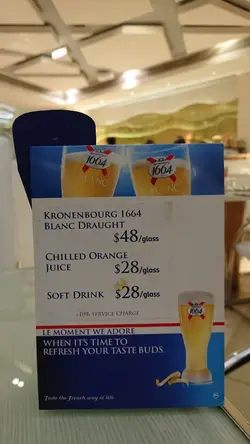 1664
BLANC
1664
BLANC
KRONENBOURG 1664
BLANC DRAUGHT
$48/glass
CHILLED ORANGE
JUICE
$28/glass
SOFT DRINK $28/glass
+10% SERVICE CHARGE
LE MOMENT WE ADORE
WHEN IT'S TIME TO
REFRESH YOUR TASTE BUDS.
1664
Taste the French way of life